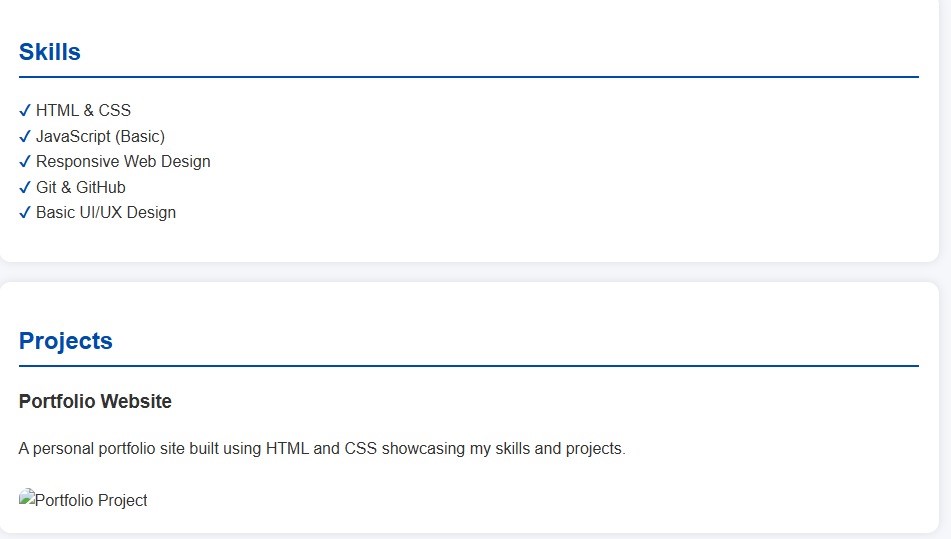 Skills
✓ HTML & CSS
✓ JavaScript (Basic)
✓ Responsive Web Design
✓ Git & GitHub
✓ Basic UI/UX Design
Projects
Portfolio Website
A personal portfolio site built using HTML and CSS showcasing my skills and projects.
Portfolio Project